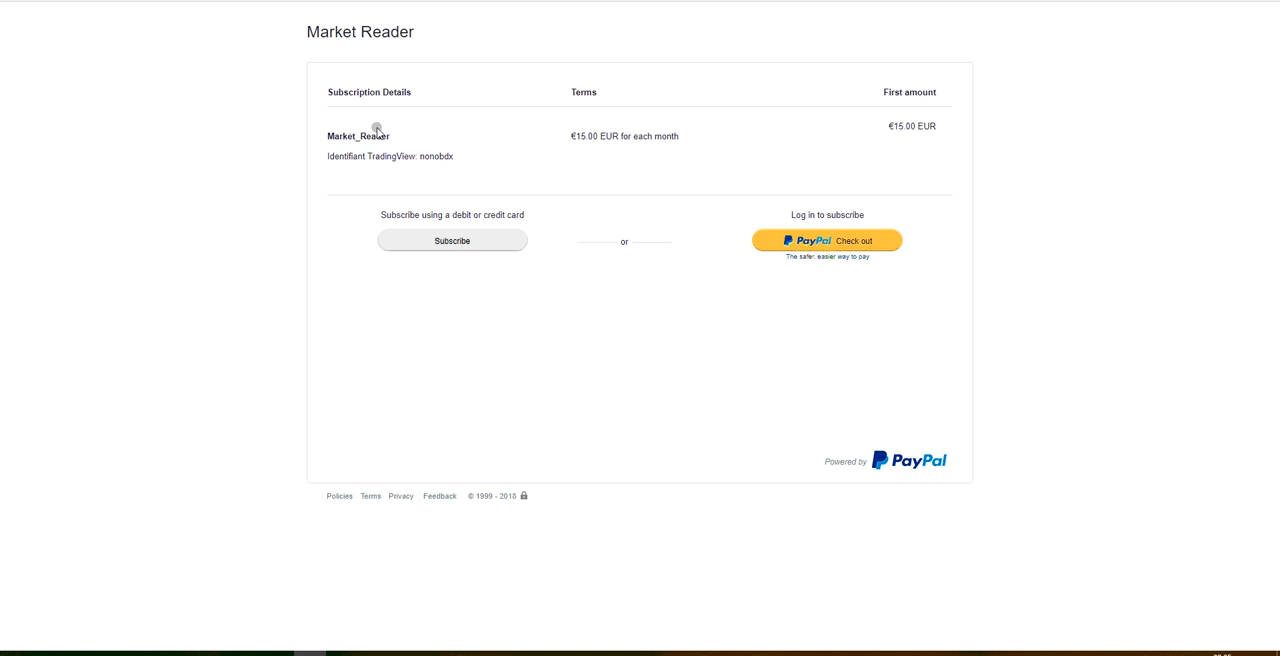 Market Reader
Subscription Details Terms First amount
€15.00 EUR
Market_Reader €15.00 EUR for each month
Identifiant TradingView: nonobdx
Subscribe using a debit or credit card Log in to subscribe
Subscribe or PayPal Check out
The safer, easier way to pay
Powered by PayPal
Policies Terms Privacy Feedback © 1999 - 2018